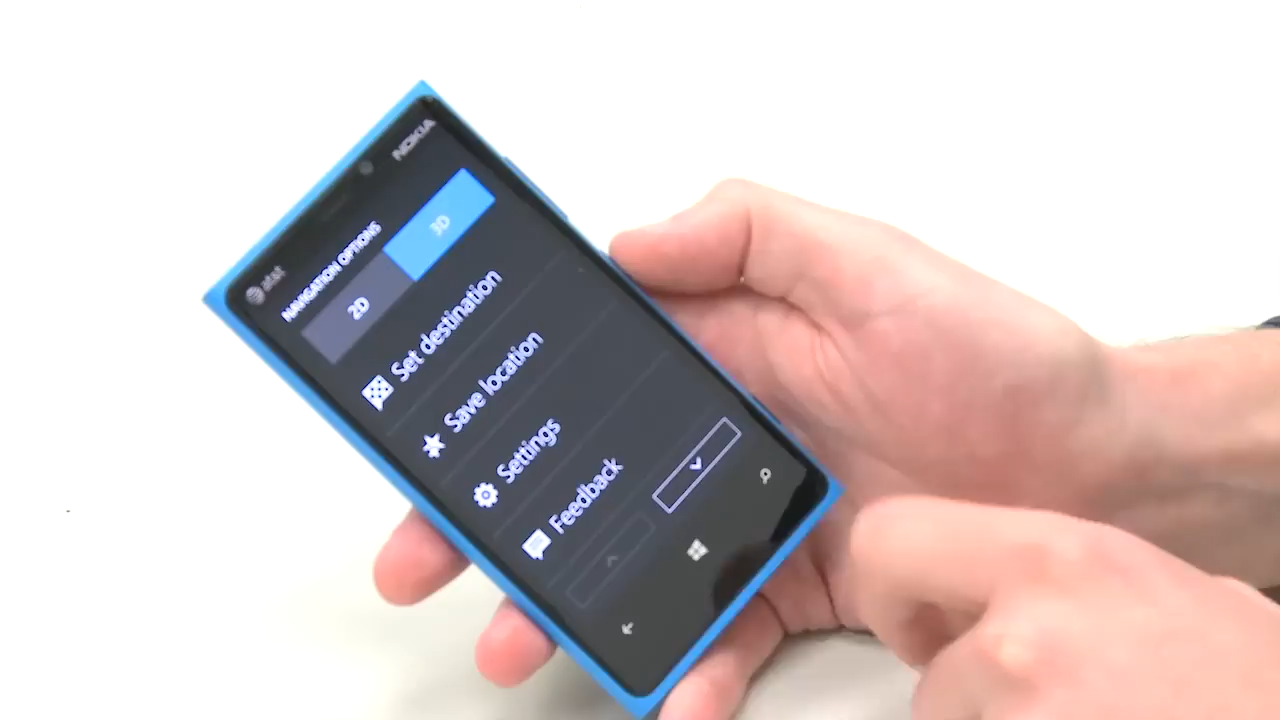 NOKIA
at&t
NAVIGATION OPTIONS
2D 3D
Set destination
Save location
Settings
Feedback